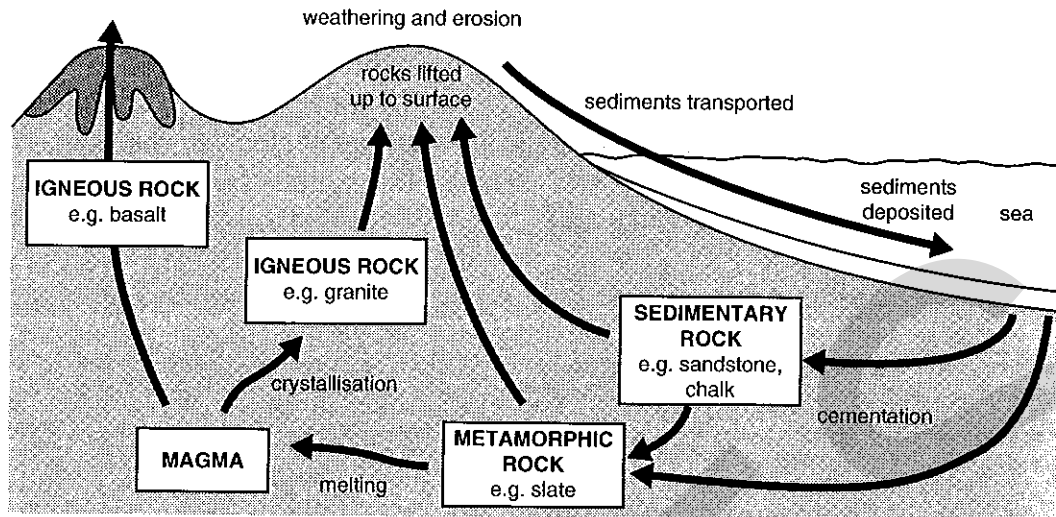 weathering and erosion
rocks lifted
up to surface
sediments transported
IGNEOUS ROCK
e.g. basalt
sediments
deposited
sea
IGNEOUS ROCK
e.g. granite
SEDIMENTARY
ROCK
e.g. sandstone,
chalk
crystallisation
cementation
MAGMA
melting
METAMORPHIC
ROCK
e.g. slate